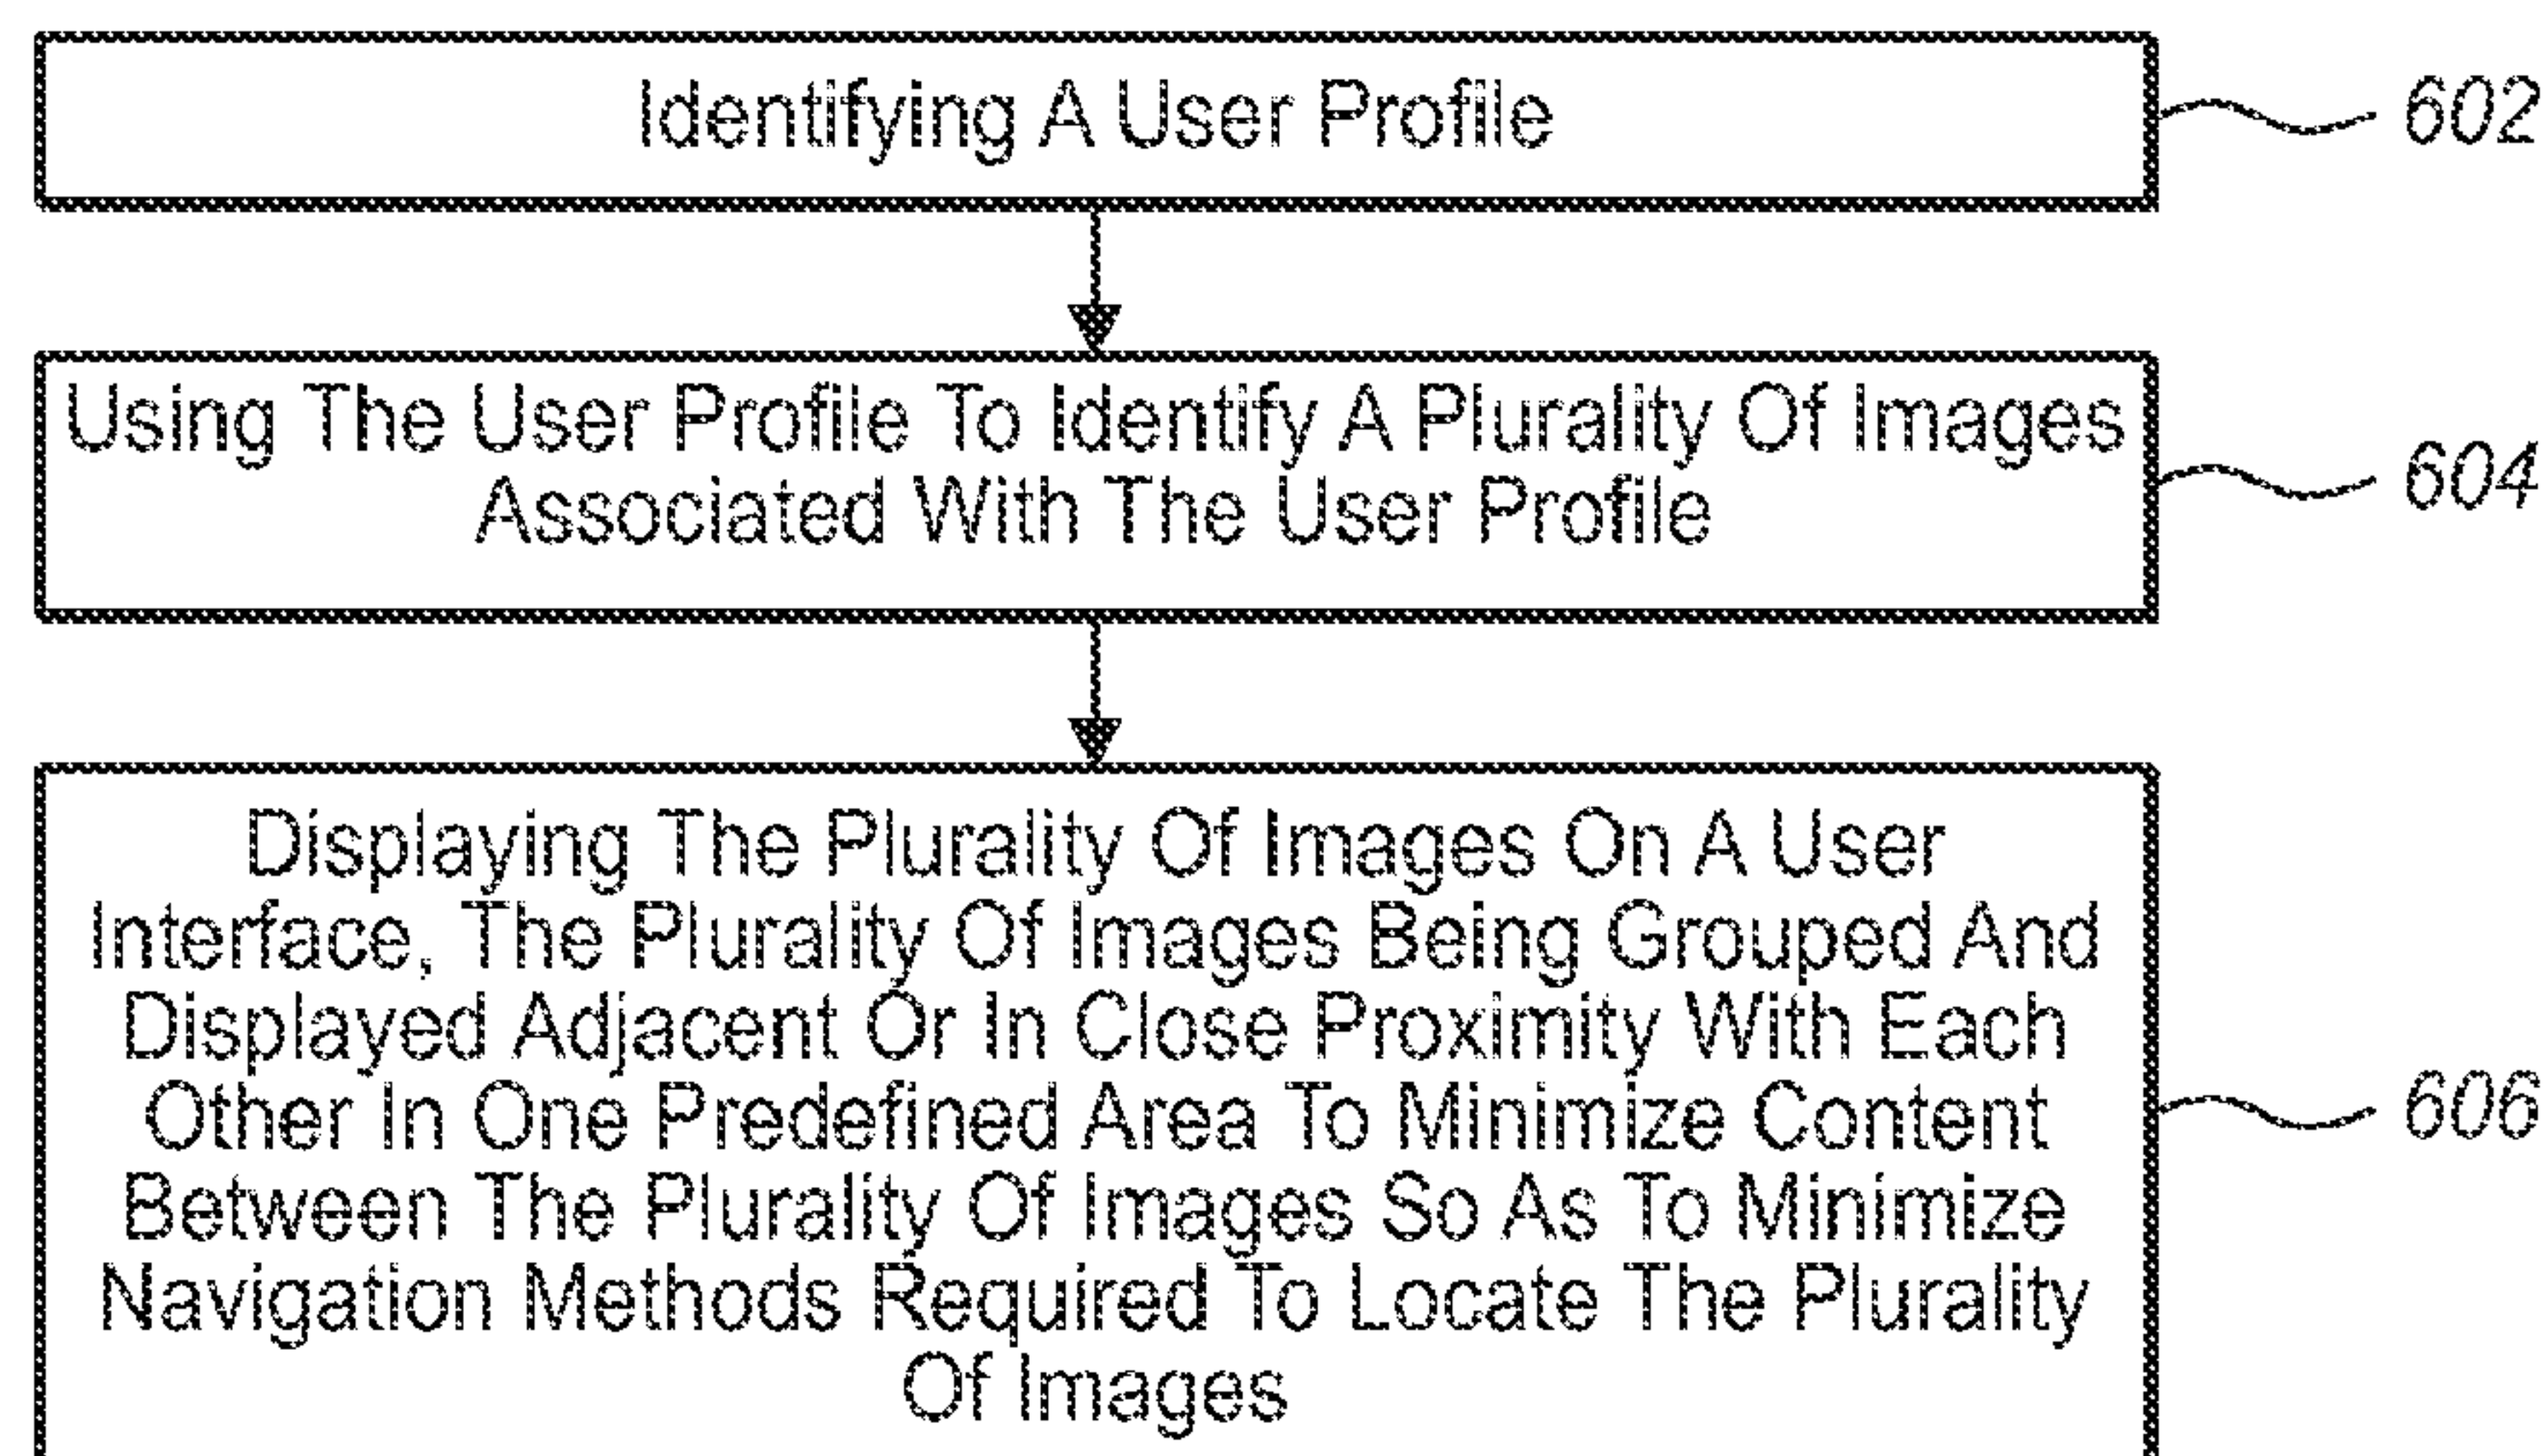 Identifying A User Profile
602
Using The User Profile To Identify A Plurality Of Images
Associated With The User Profile
604
Displaying The Plurality Of Images On A User
Interface, The Plurality Of Images Being Grouped And
Displayed Adjacent Or In Close Proximity With Each
Other In One Predefined Area To Minimize Content
Between The Plurality Of Images So As To Minimize
Navigation Methods Required To Locate The Plurality
Of Images
606